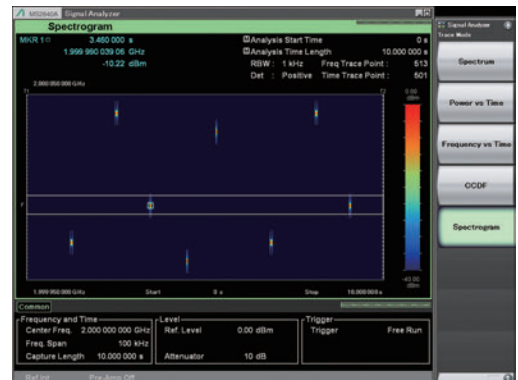 MS2840A Signal Analyzer
Spectrogram
MKR 1 3.460 000 s
1.999 990 039 06 GHz
-10.22 dBm
Analysis Start Time 0 s
Analysis Time Length 10.000 000 s
RBW : 1 kHz Freq Trace Point : 513
Det : Positive Time Trace Point : 601
2.000 050 000 GHz
T1
T2
0.00
dBm
F
-40.00
dBm
1.999 950 000 GHz Start 0 s Stop 10.000 000 s
Common
Frequency and Time
Center Freq. 2.000 000 000 GHz
Freq. Span 100 kHz
Capture Length 10.000 000 s
Level
Ref. Level 0.00 dBm
Attenuator 10 dB
Trigger
Trigger Free Run
Ref.Int Pre-Amp Off
Signal Analyzer
Trace Mode
Spectrum
Power vs Time
Frequency vs Time
CCDF
Spectrogram